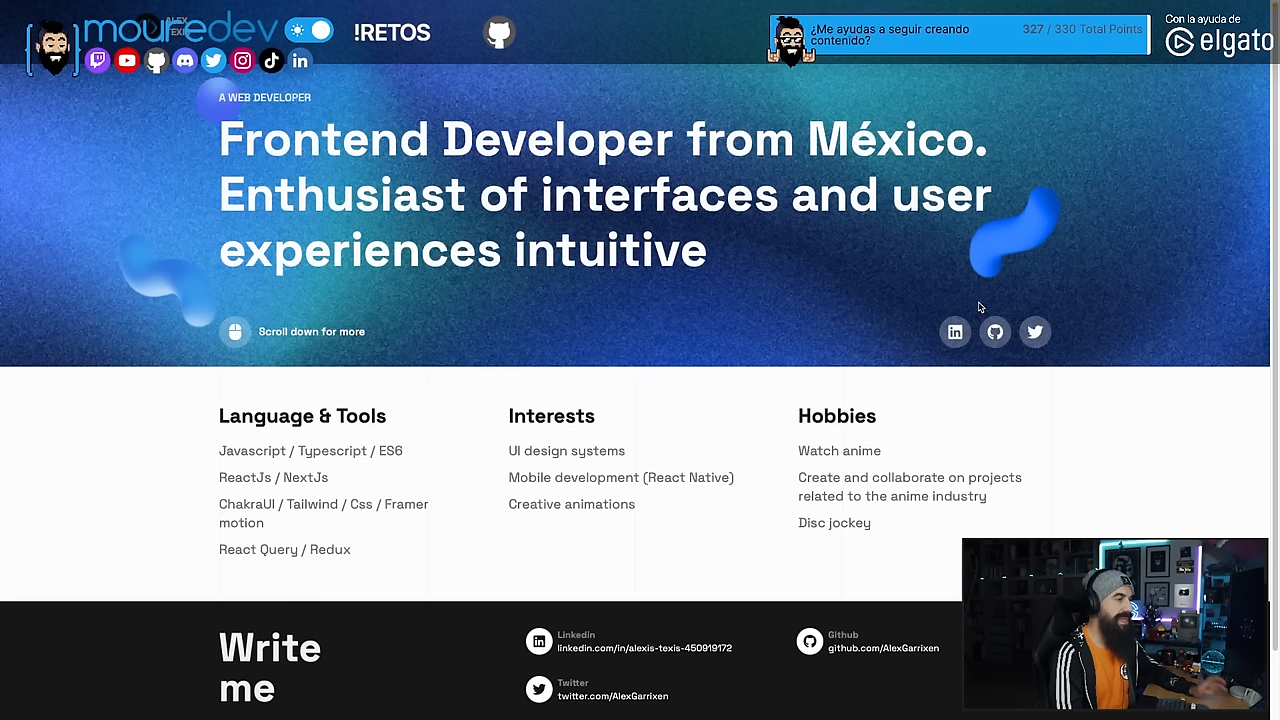 mouredev
ALEX
TEXIS
!RETOS
¿Me ayudas a seguir creando
contenido?
327 / 330 Total Points
Con la ayuda de
elgato
A WEB DEVELOPER
Frontend Developer from México.
Enthusiast of interfaces and user
experiences intuitive
Scroll down for more
Language & Tools
Javascript / Typescript / ES6
ReactJs / NextJs
ChakraUI / Tailwind / Css / Framer
motion
React Query / Redux
Interests
UI design systems
Mobile development (React Native)
Creative animations
Hobbies
Watch anime
Create and collaborate on projects
related to the anime industry
Disc jockey
Write
me
Linkedin
linkedin.com/in/alexis-texis-450919172
Twitter
twitter.com/AlexGarrixen
Github
github.com/AlexGarrixen